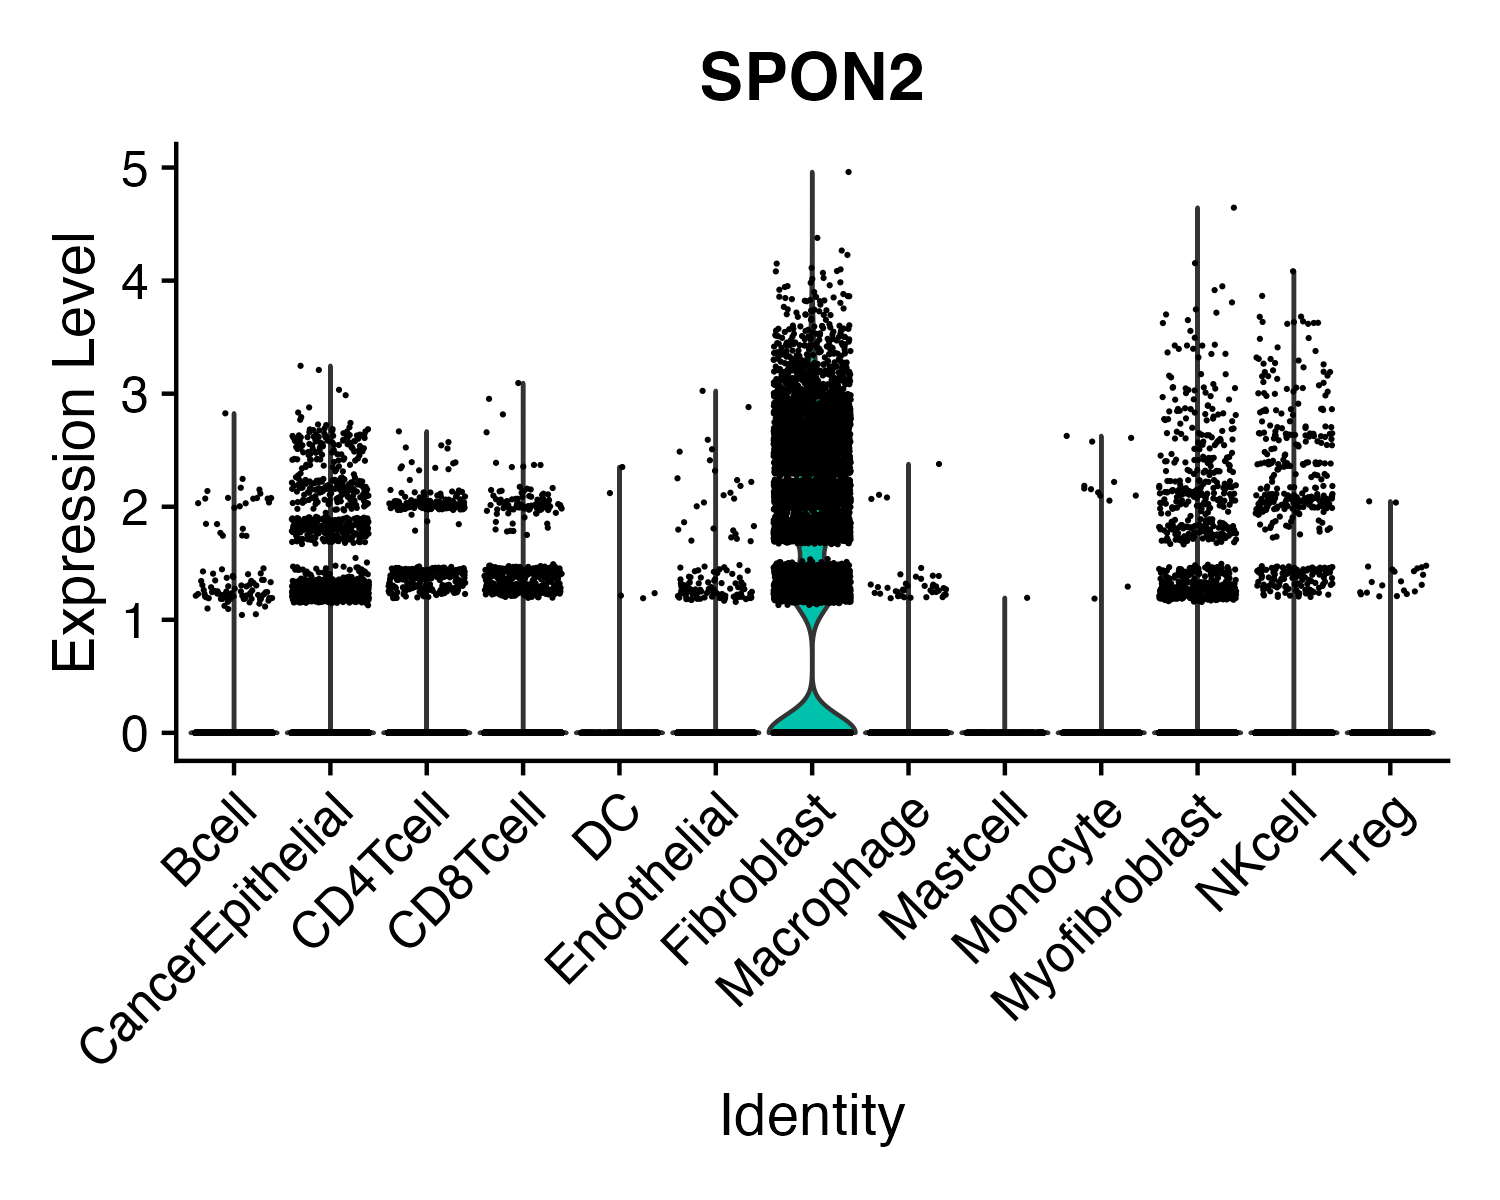 SPON2
Expression Level
5
4
3
2
1
0
Bcell
CancerEpithelial
CD4Tcell
CD8Tcell
DC
Endothelial
Fibroblast
Macrophage
Mastcell
Monocyte
Myofibroblast
NKcell
Treg
Identity